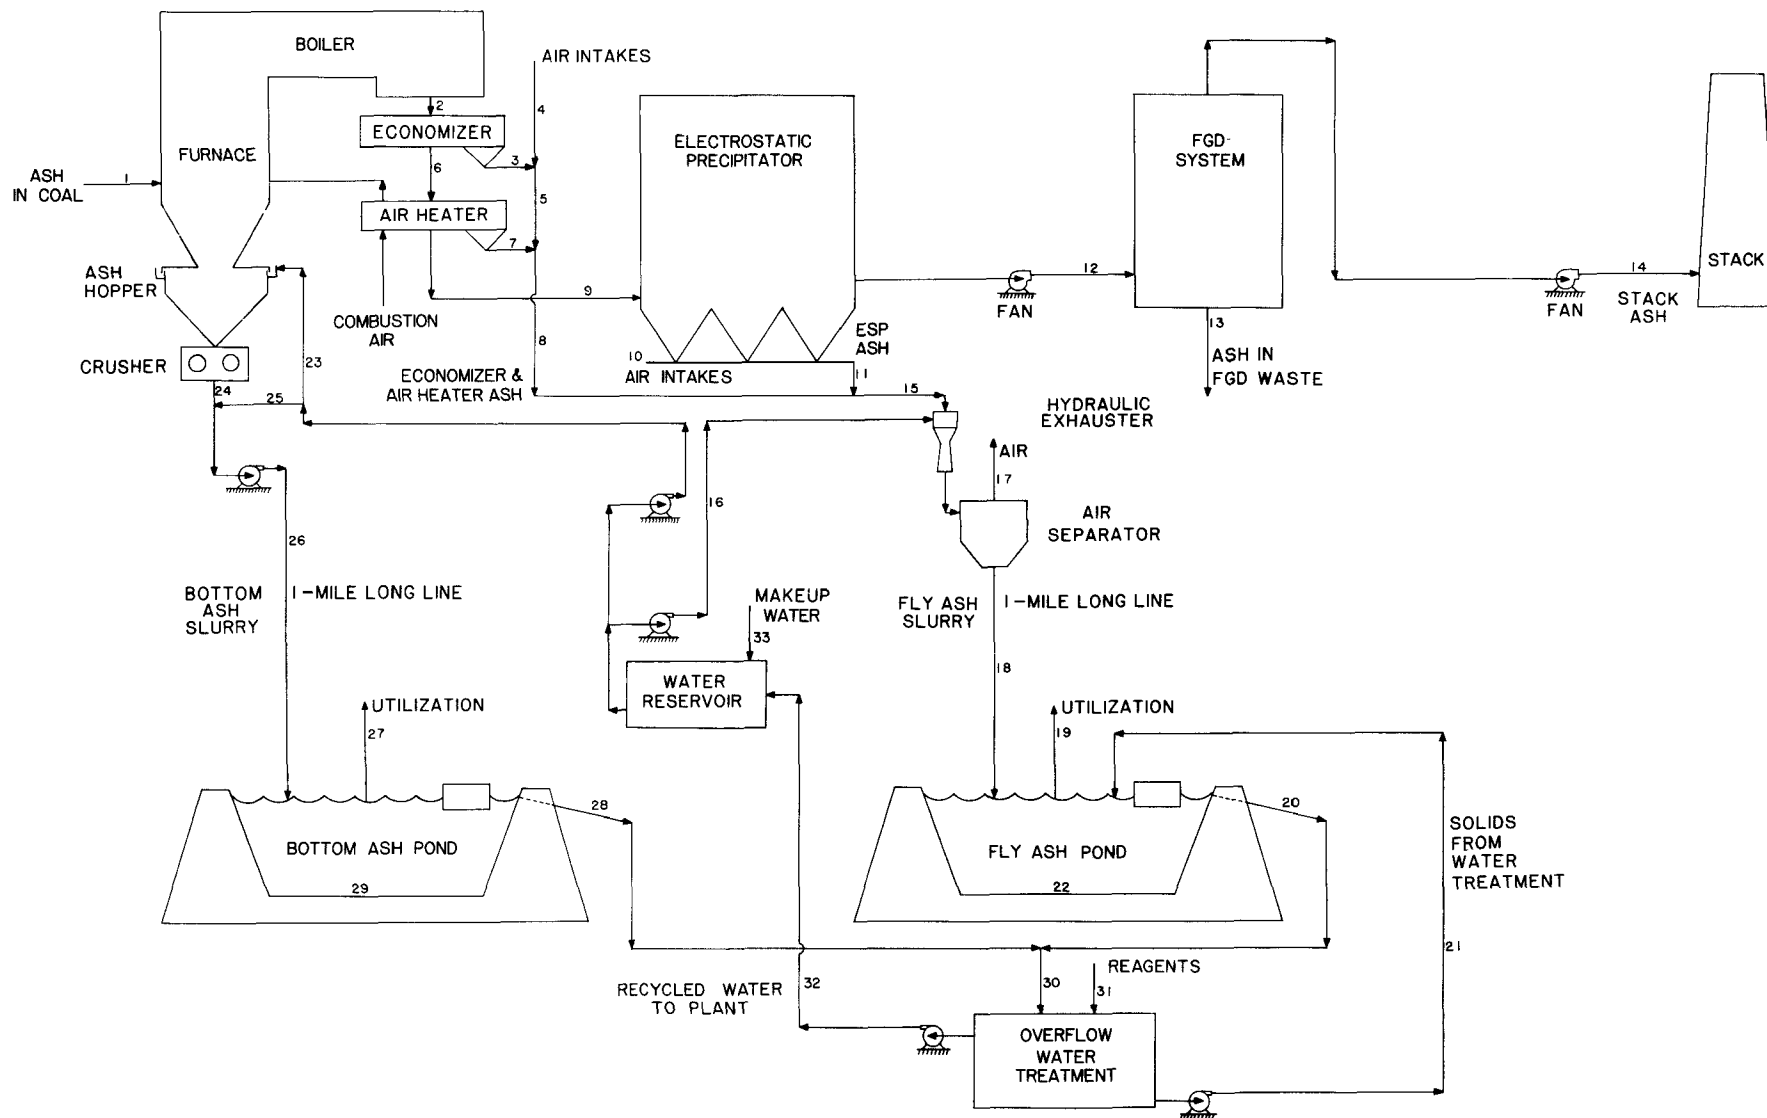 BOILER
AIR INTAKES
2
4
ECONOMIZER
ELECTROSTATIC
PRECIPITATOR
FGD-
SYSTEM
FURNACE
3
6
ASH
IN COAL
1
5
AIR HEATER
7
STACK
ASH
HOPPER
9
12
14
FAN
FAN
STACK
ASH
COMBUSTION
AIR
13
23
8
ESP
ASH
10
AIR INTAKES
11
ASH IN
FGD WASTE
CRUSHER
24
25
ECONOMIZER &
AIR HEATER ASH
15
HYDRAULIC
EXHAUSTER
AIR
17
16
AIR
SEPARATOR
26
BOTTOM
ASH
SLURRY
1-MILE LONG LINE
MAKEUP
WATER
33
FLY ASH
SLURRY
1-MILE LONG LINE
18
WATER
RESERVOIR
UTILIZATION
27
UTILIZATION
19
28
20
BOTTOM ASH POND
29
FLY ASH POND
22
SOLIDS
FROM
WATER
TREATMENT
21
RECYCLED WATER
TO PLANT
32
30
REAGENTS
31
OVERFLOW
WATER
TREATMENT